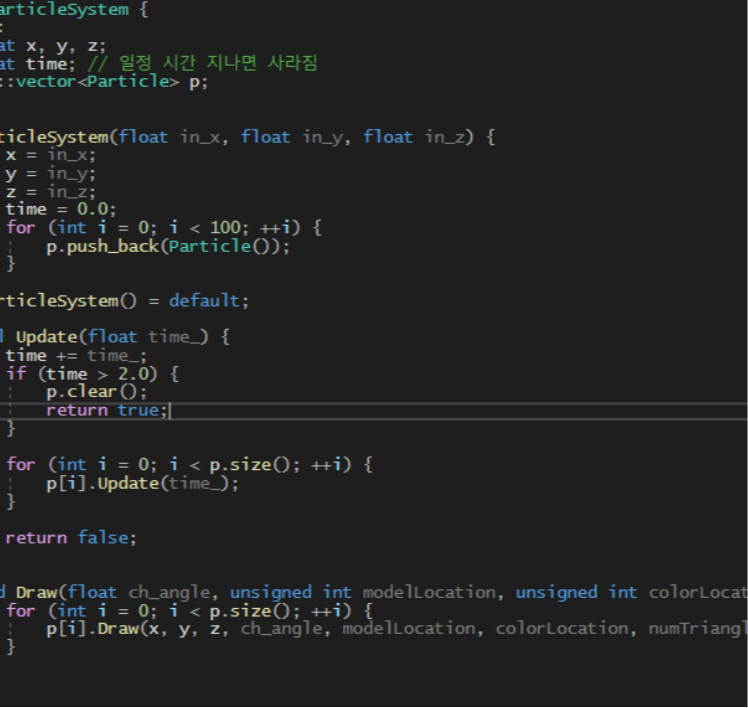 articleSystem {
:
at x, y, z;
at time; // 일정 시간 지나면 사라짐
::vector<Particle> p;
ticleSystem(float in_x, float in_y, float in_z) {
x = in_x;
y = in_y;
z = in_z;
time = 0.0;
for (int i = 0; i < 100; ++i) {
p.push_back(Particle());
}
rticleSystem() = default;
l Update(float time_) {
time += time_;
if (time > 2.0) {
p.clear();
return true;
}
for (int i = 0; i < p.size(); ++i) {
p[i].Update(time_);
}
return false;
d Draw(float ch_angle, unsigned int modelLocation, unsigned int colorLocat
for (int i = 0; i < p.size(); ++i) {
p[i].Draw(x, y, z, ch_angle, modelLocation, colorLocation, numTriangl
}